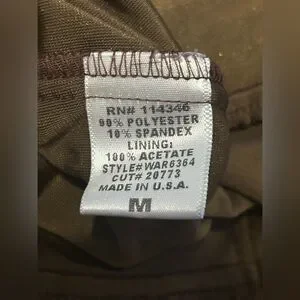 RN# 114346
90% POLYESTER
10% SPANDEX
LINING:
100% ACETATE
STYLE# WAR6364
CUT# 20773
MADE IN U.S.A.
M